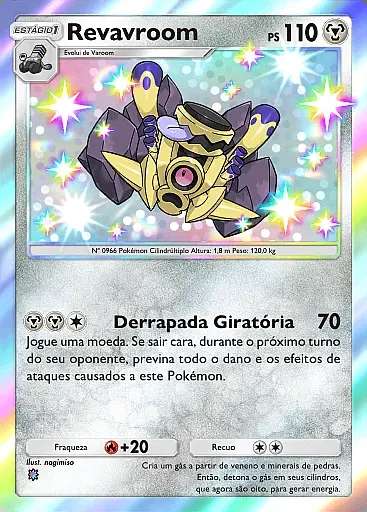 ESTÁGIO 1
Revavroom
PS 110
Evolui de Varoom
N° 0966 Pokémon Cilindrúltiplo Altura: 1,8 m Peso: 120,0 kg
Derrapada Giratória 70
Jogue uma moeda. Se sair cara, durante o próximo turno
do seu oponente, previna todo o dano e os efeitos de
ataques causados a este Pokémon.
Fraqueza +20
Recuo
Ilust. nagimiso
Cria um gás a partir de veneno e minerais de pedras.
Então, detona o gás em seus cilindros,
que agora são oito, para gerar energia.